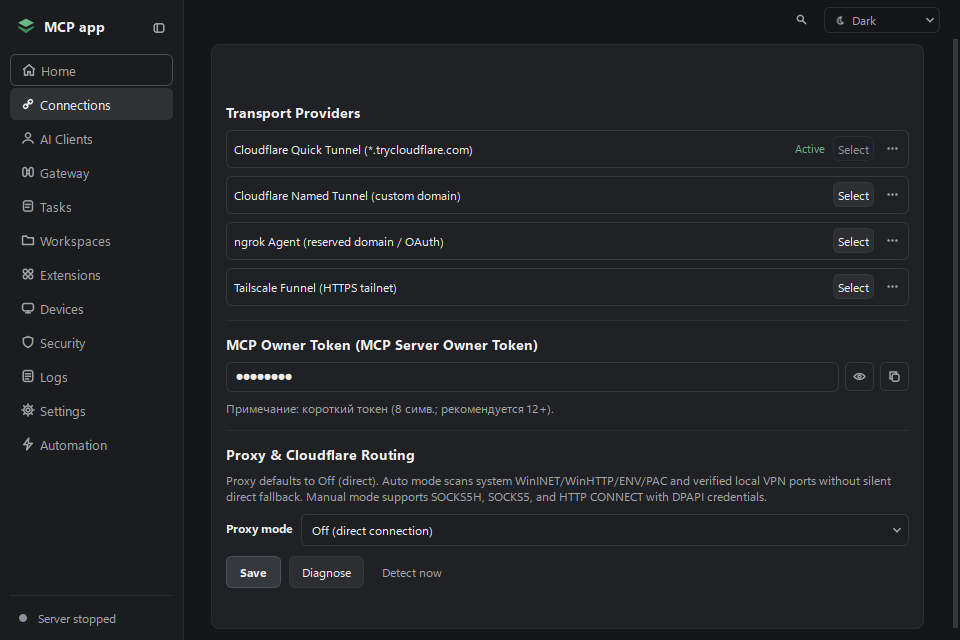 MCP app
Dark
Home
Connections
AI Clients
Gateway
Tasks
Workspaces
Extensions
Devices
Security
Logs
Settings
Automation
Server stopped
Transport Providers
Cloudflare Quick Tunnel (*.trycloudflare.com) Active Select
Cloudflare Named Tunnel (custom domain) Select
ngrok Agent (reserved domain / OAuth) Select
Tailscale Funnel (HTTPS tailnet) Select
MCP Owner Token (MCP Server Owner Token)
Примечание: короткий токен (8 симв.; рекомендуется 12+).
Proxy & Cloudflare Routing
Proxy defaults to Off (direct). Auto mode scans system WinINET/WinHTTP/ENV/PAC and verified local VPN ports without silent
direct fallback. Manual mode supports SOCKS5H, SOCKS5, and HTTP CONNECT with DPAPI credentials.
Proxy mode Off (direct connection)
Save Diagnose Detect now